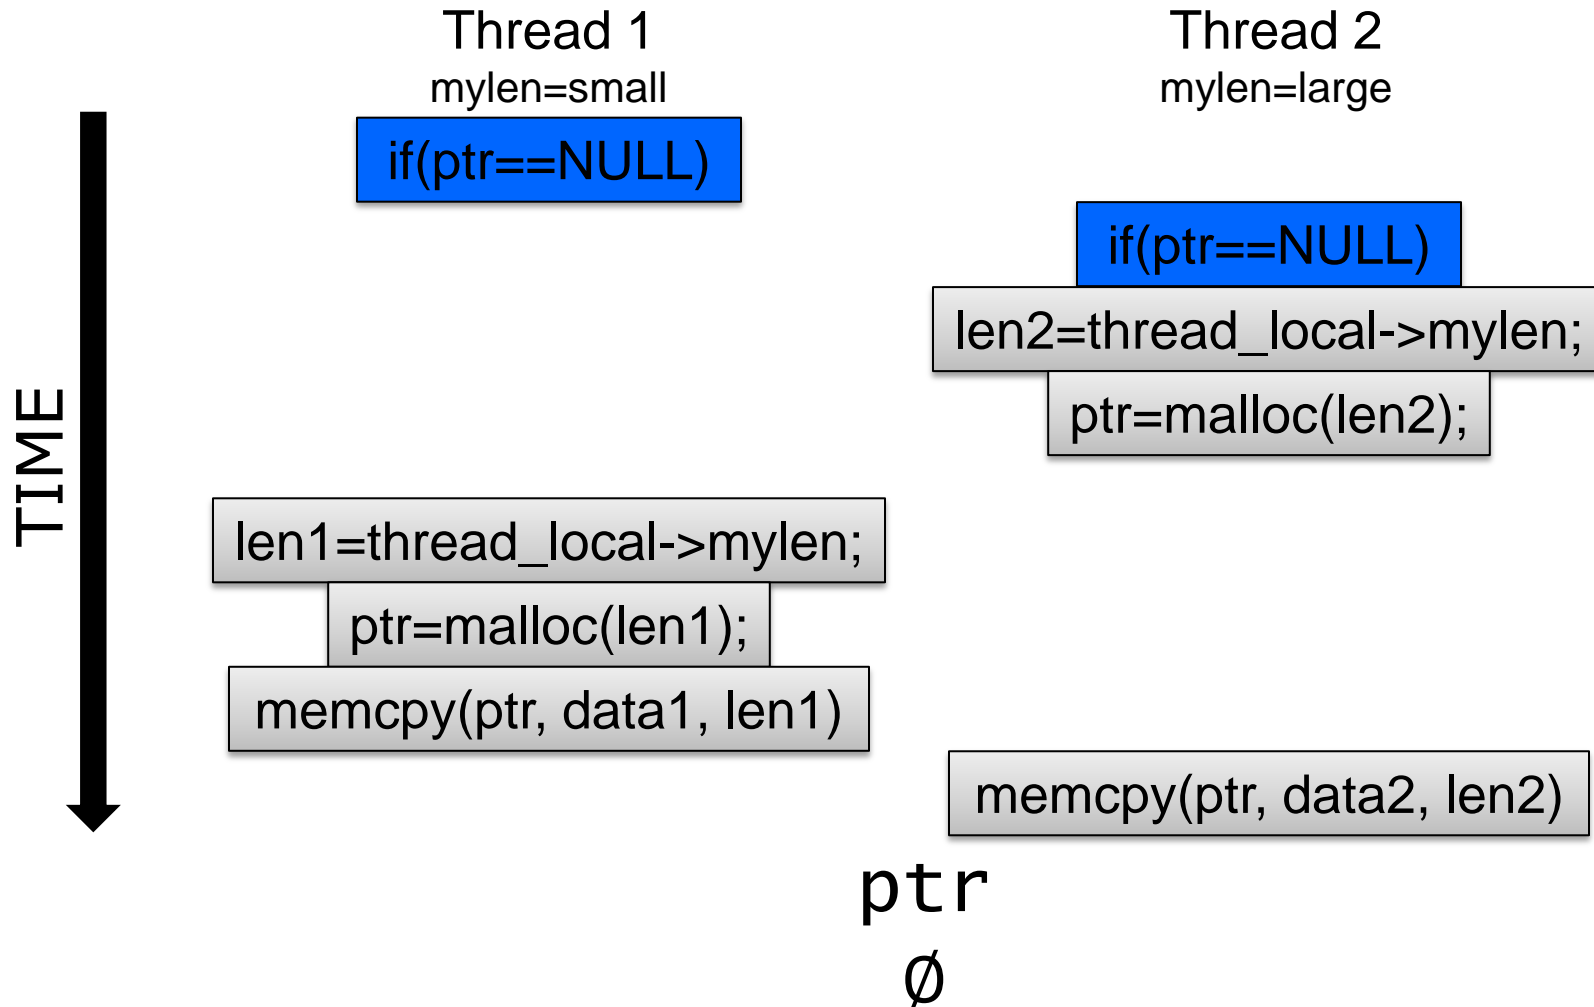 Thread 1
mylen=small
Thread 2
mylen=large
if(ptr==NULL)
if(ptr==NULL)
len2=thread_local->mylen;
ptr=malloc(len2);
TIME
len1=thread_local->mylen;
ptr=malloc(len1);
memcpy(ptr, data1, len1)
memcpy(ptr, data2, len2)
ptr
Ø